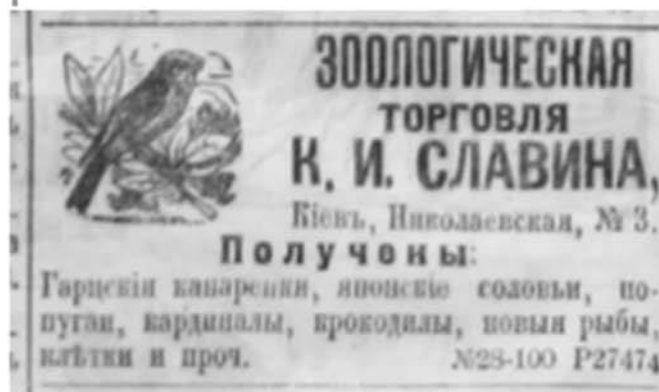 ЗООЛОГИЧЕСКАЯ
ТОРГОВЛЯ
К. И. СЛАВИНА,
Кіевъ, Николаевская, № 3.
Получены:
Гарцскія канарейки, японскіе соловьи, по-
пугаи, кардиналы, крокодилы, новыя рыбы,
клѣтки и проч. №28-100 Р27474